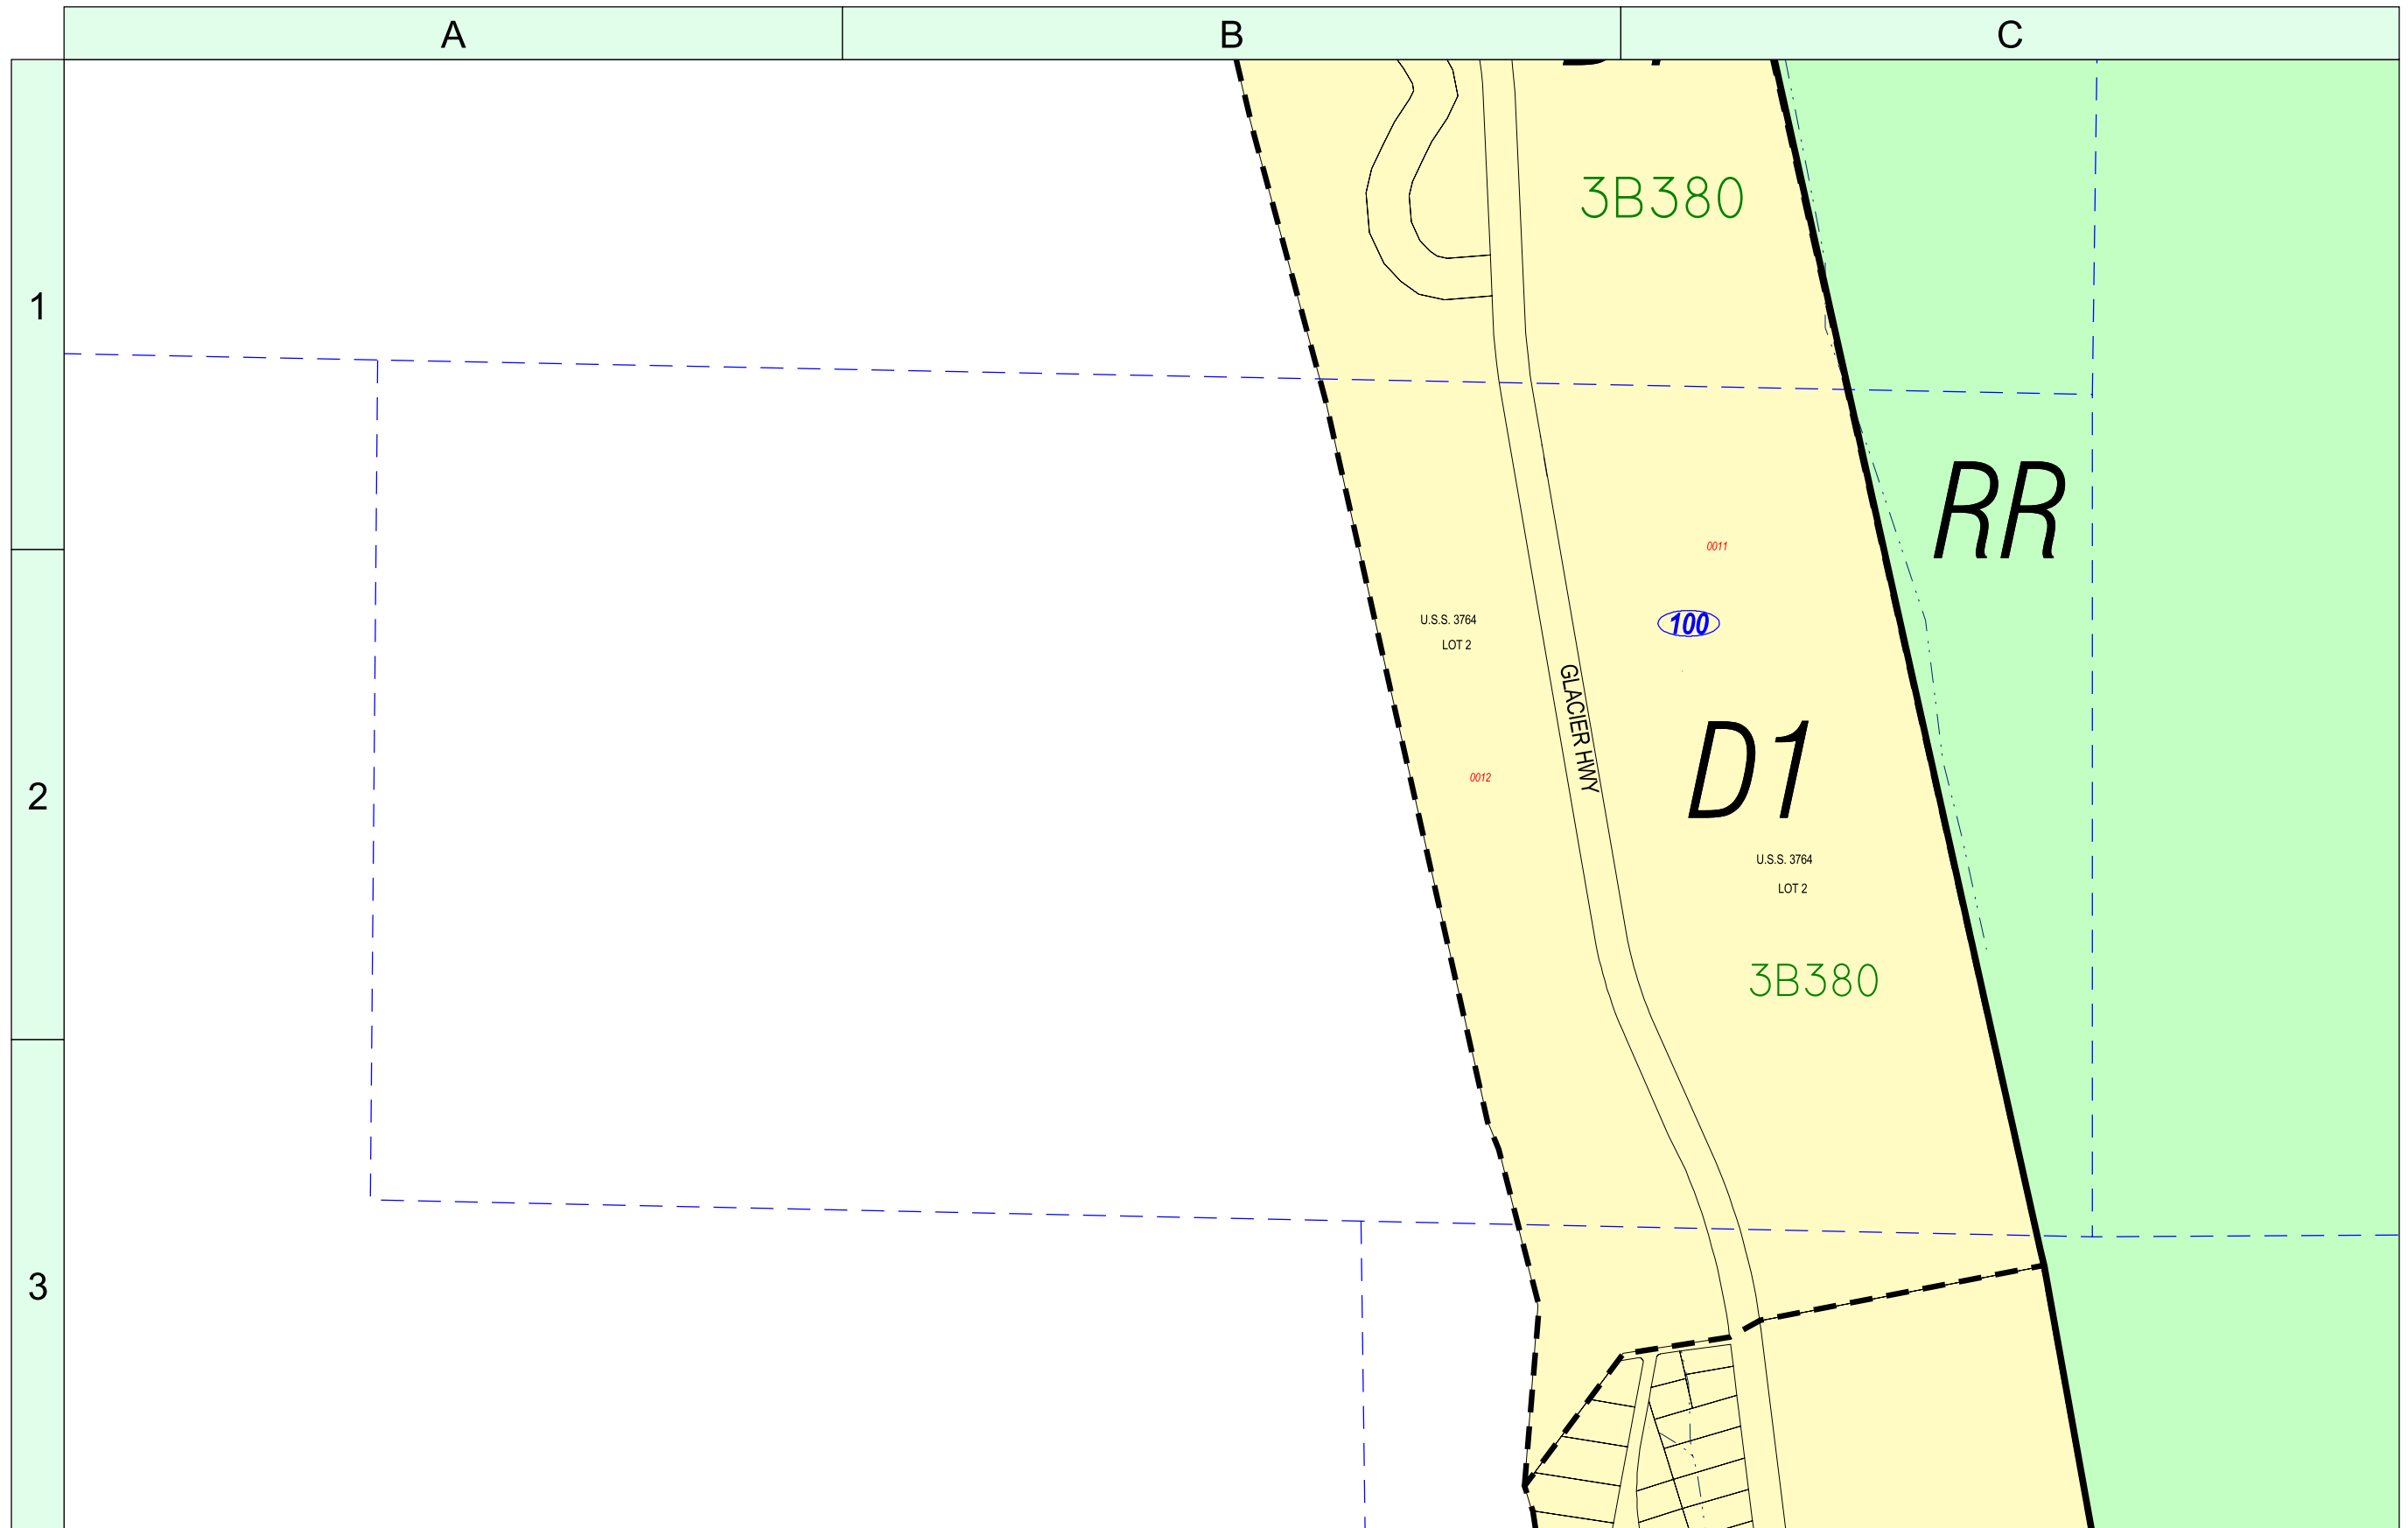 A
B
C
3B380
1
RR
0011
U.S.S. 3764
100
LOT 2
GLACIER HWY
D1
0012
2
U.S.S. 3764
LOT 2
3B380
3